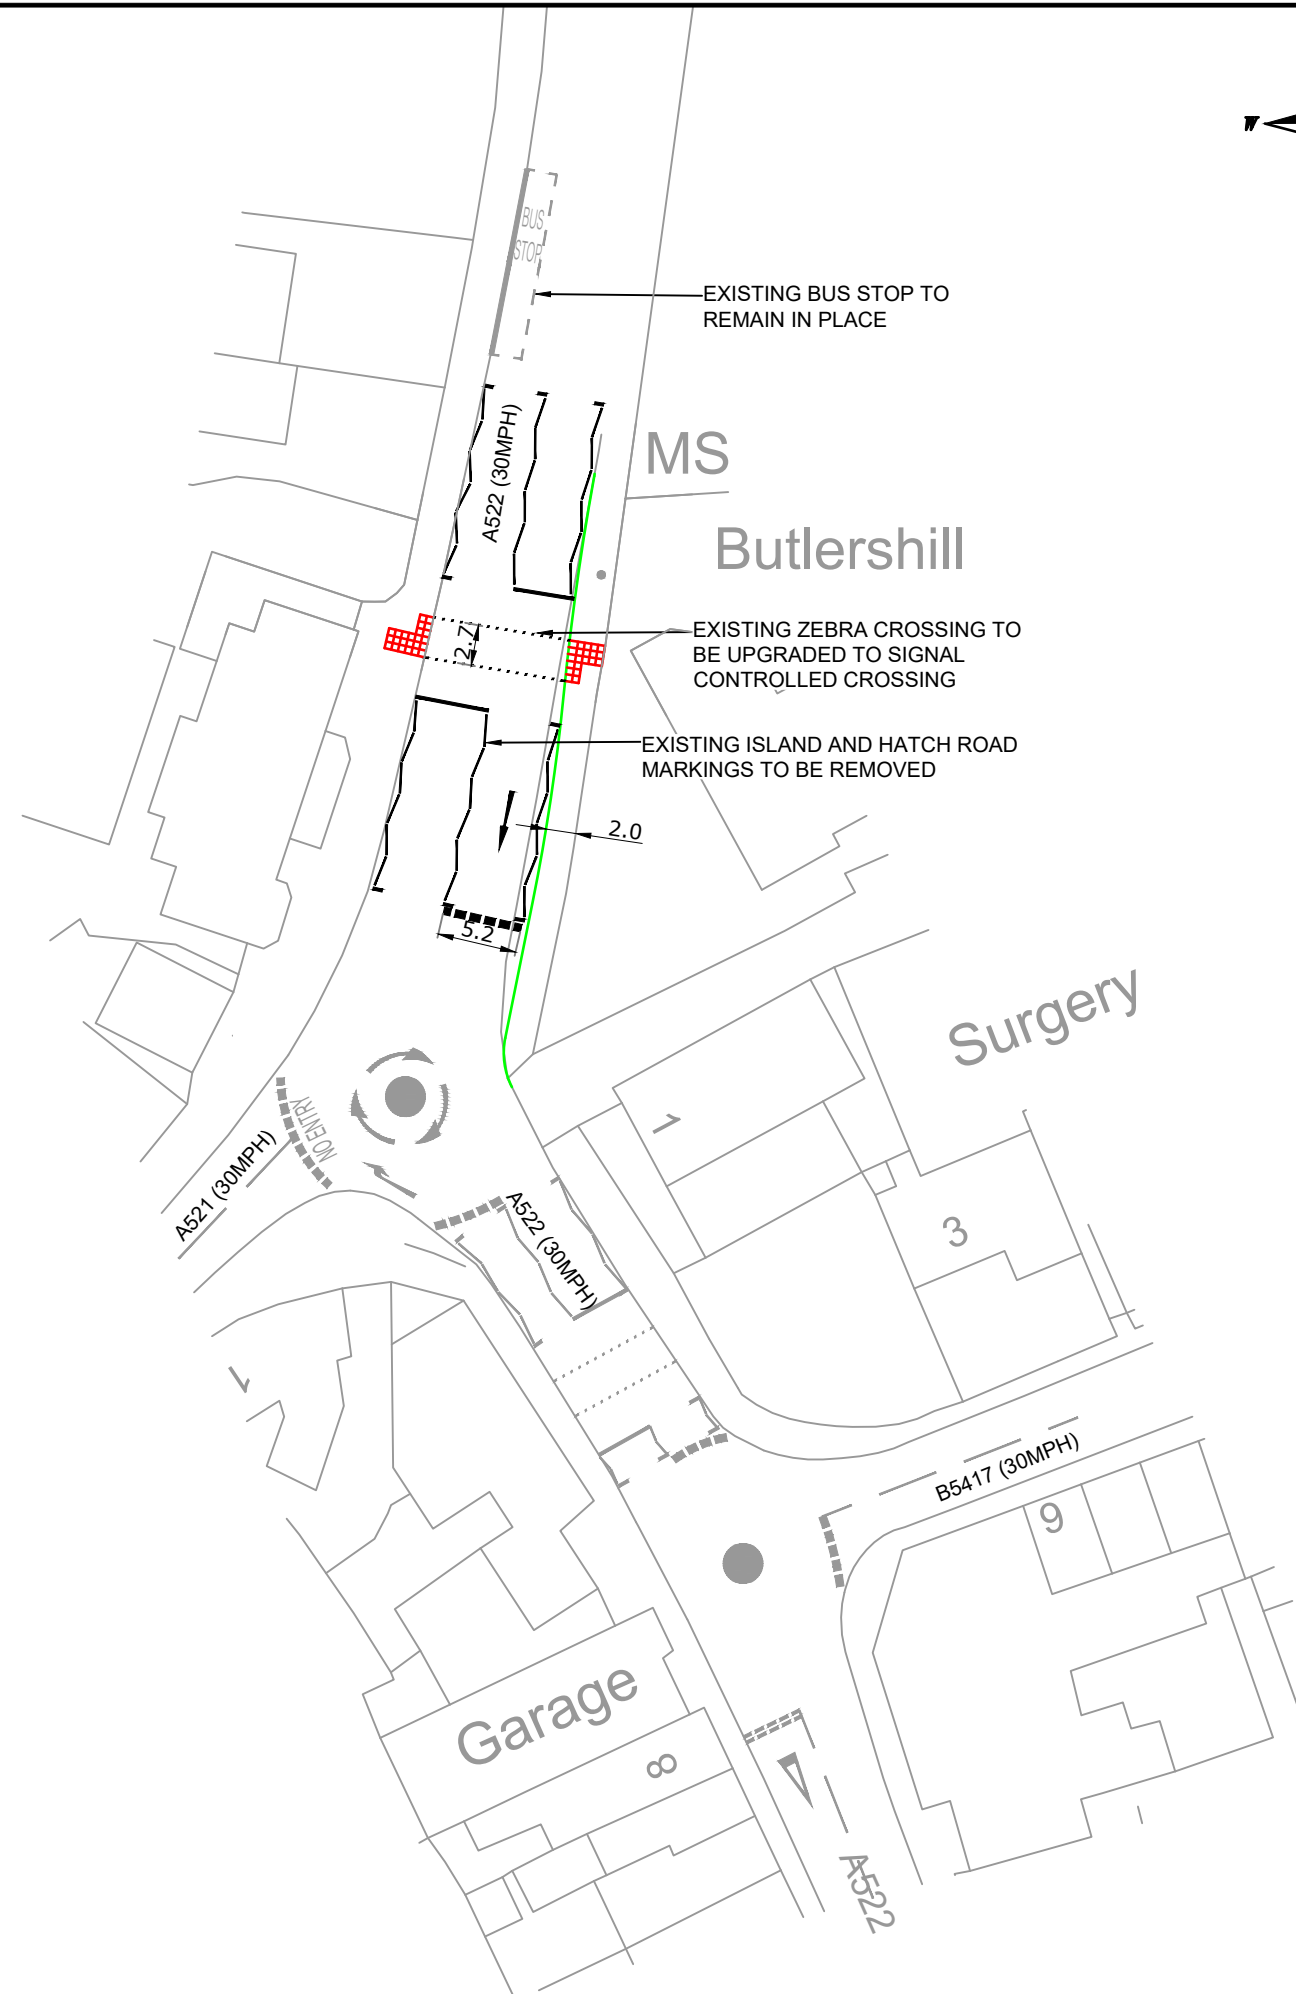 W
BUS
STOP
EXISTING BUS STOP TO
REMAIN IN PLACE
A522 (30MPH)
MS
Butlershill
2.7
EXISTING ZEBRA CROSSING TO
BE UPGRADED TO SIGNAL
CONTROLLED CROSSING
EXISTING ISLAND AND HATCH ROAD
MARKINGS TO BE REMOVED
2.0
5.2
Surgery
NO ENTRY
A521 (30MPH)
1
A522 (30MPH)
3
1
B5417 (30MPH)
9
Garage
8
A522